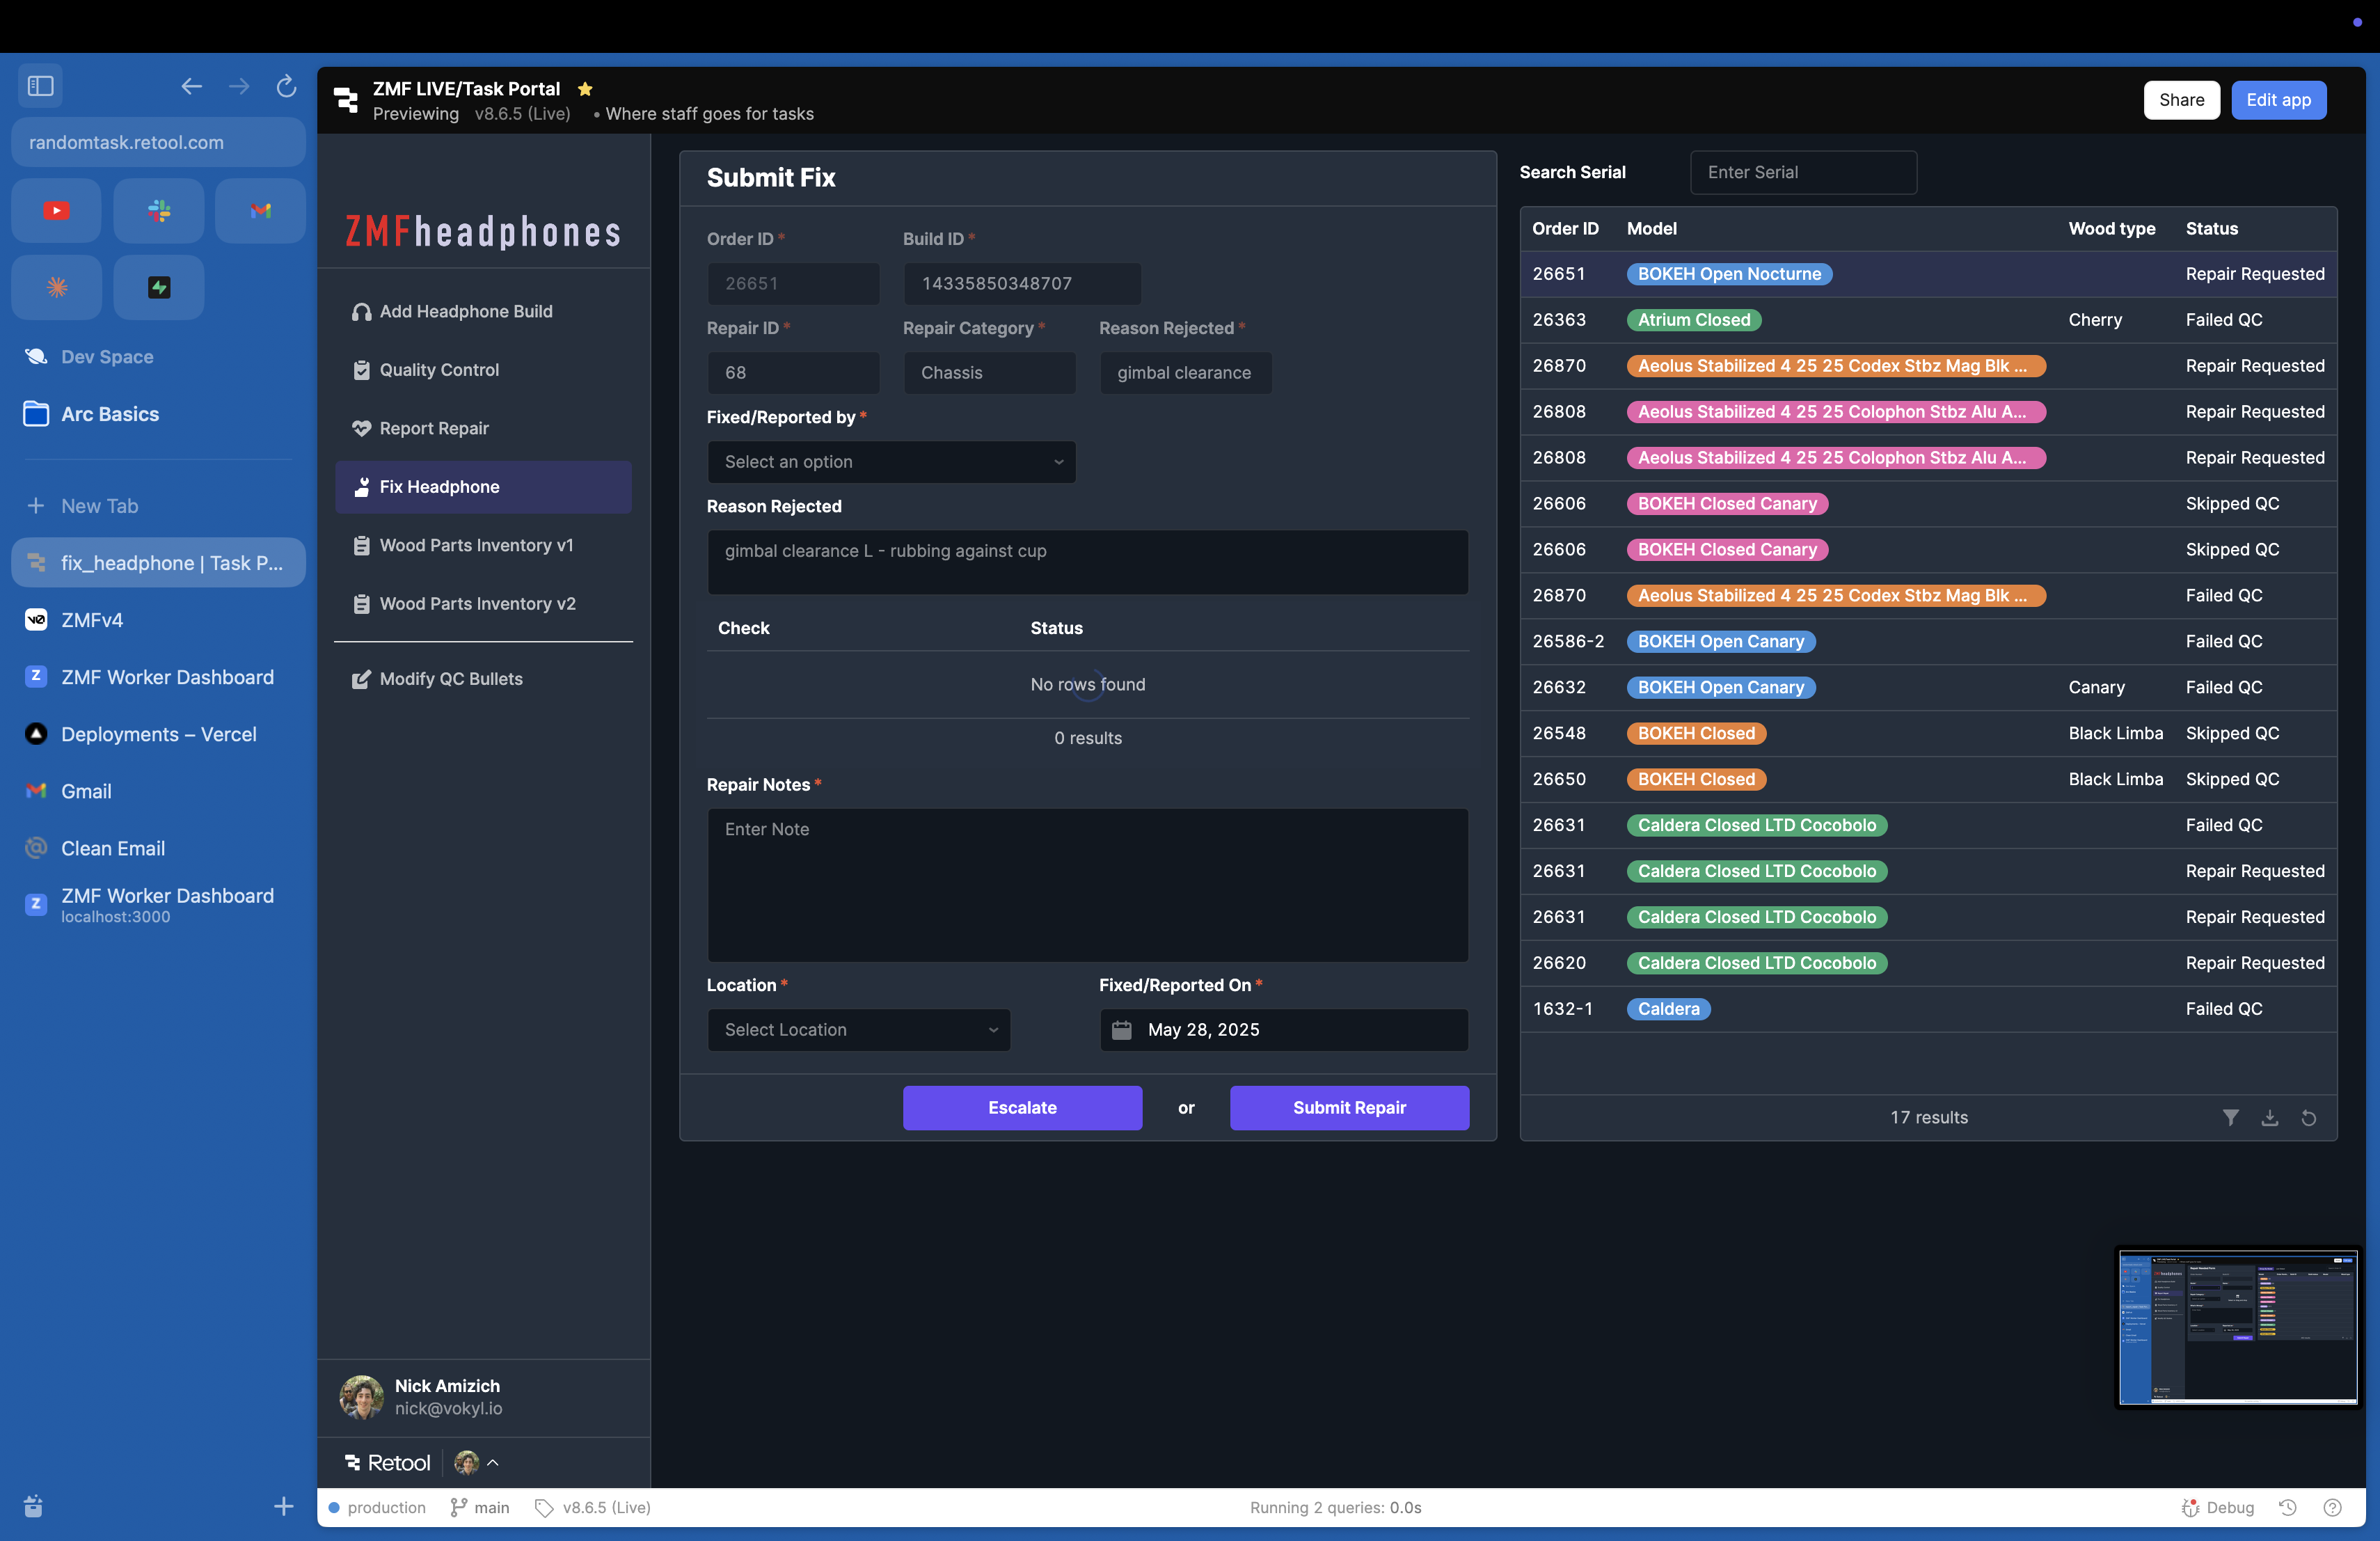 randomtask.retool.com
Dev Space
Arc Basics
New Tab
fix_headphone | Task P...
ZMFv4
ZMF Worker Dashboard
Deployments – Vercel
Gmail
Clean Email
ZMF Worker Dashboard
localhost:3000
ZMF LIVE/Task Portal
Previewing v8.6.5 (Live) • Where staff goes for tasks
Share
Edit app
ZMFheadphones
Add Headphone Build
Quality Control
Report Repair
Fix Headphone
Wood Parts Inventory v1
Wood Parts Inventory v2
Modify QC Bullets
Nick Amizich
nick@vokyl.io
Retool
Submit Fix
Order ID * Build ID *
26651 14335850348707
Repair ID * Repair Category * Reason Rejected *
68 Chassis gimbal clearance
Fixed/Reported by *
Select an option
Reason Rejected
gimbal clearance L - rubbing against cup
Check Status
No rows found
0 results
Repair Notes *
Enter Note
Location * Fixed/Reported On *
Select Location May 28, 2025
Escalate or Submit Repair
Search Serial Enter Serial
Order ID Model Wood type Status
26651 BOKEH Open Nocturne Repair Requested
26363 Atrium Closed Cherry Failed QC
26870 Aeolus Stabilized 4 25 25 Codex Stbz Mag Blk ... Repair Requested
26808 Aeolus Stabilized 4 25 25 Colophon Stbz Alu A... Repair Requested
26808 Aeolus Stabilized 4 25 25 Colophon Stbz Alu A... Repair Requested
26606 BOKEH Closed Canary Skipped QC
26606 BOKEH Closed Canary Skipped QC
26870 Aeolus Stabilized 4 25 25 Codex Stbz Mag Blk ... Failed QC
26586-2 BOKEH Open Canary Failed QC
26632 BOKEH Open Canary Canary Failed QC
26548 BOKEH Closed Black Limba Skipped QC
26650 BOKEH Closed Black Limba Skipped QC
26631 Caldera Closed LTD Cocobolo Failed QC
26631 Caldera Closed LTD Cocobolo Repair Requested
26631 Caldera Closed LTD Cocobolo Repair Requested
26620 Caldera Closed LTD Cocobolo Repair Requested
1632-1 Caldera Failed QC
17 results
production main v8.6.5 (Live) Running 2 queries: 0.0s Debug